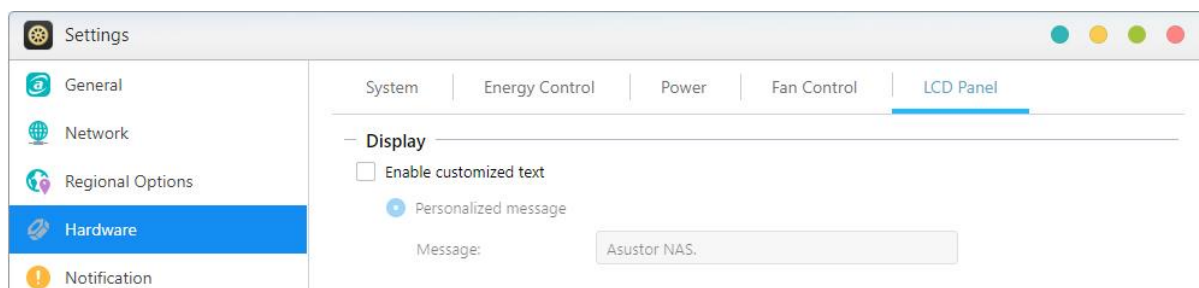 Settings
General
Network
Regional Options
Hardware
Notification
System Energy Control Power Fan Control LCD Panel
Display
Enable customized text
Personalized message
Message: Asustor NAS.